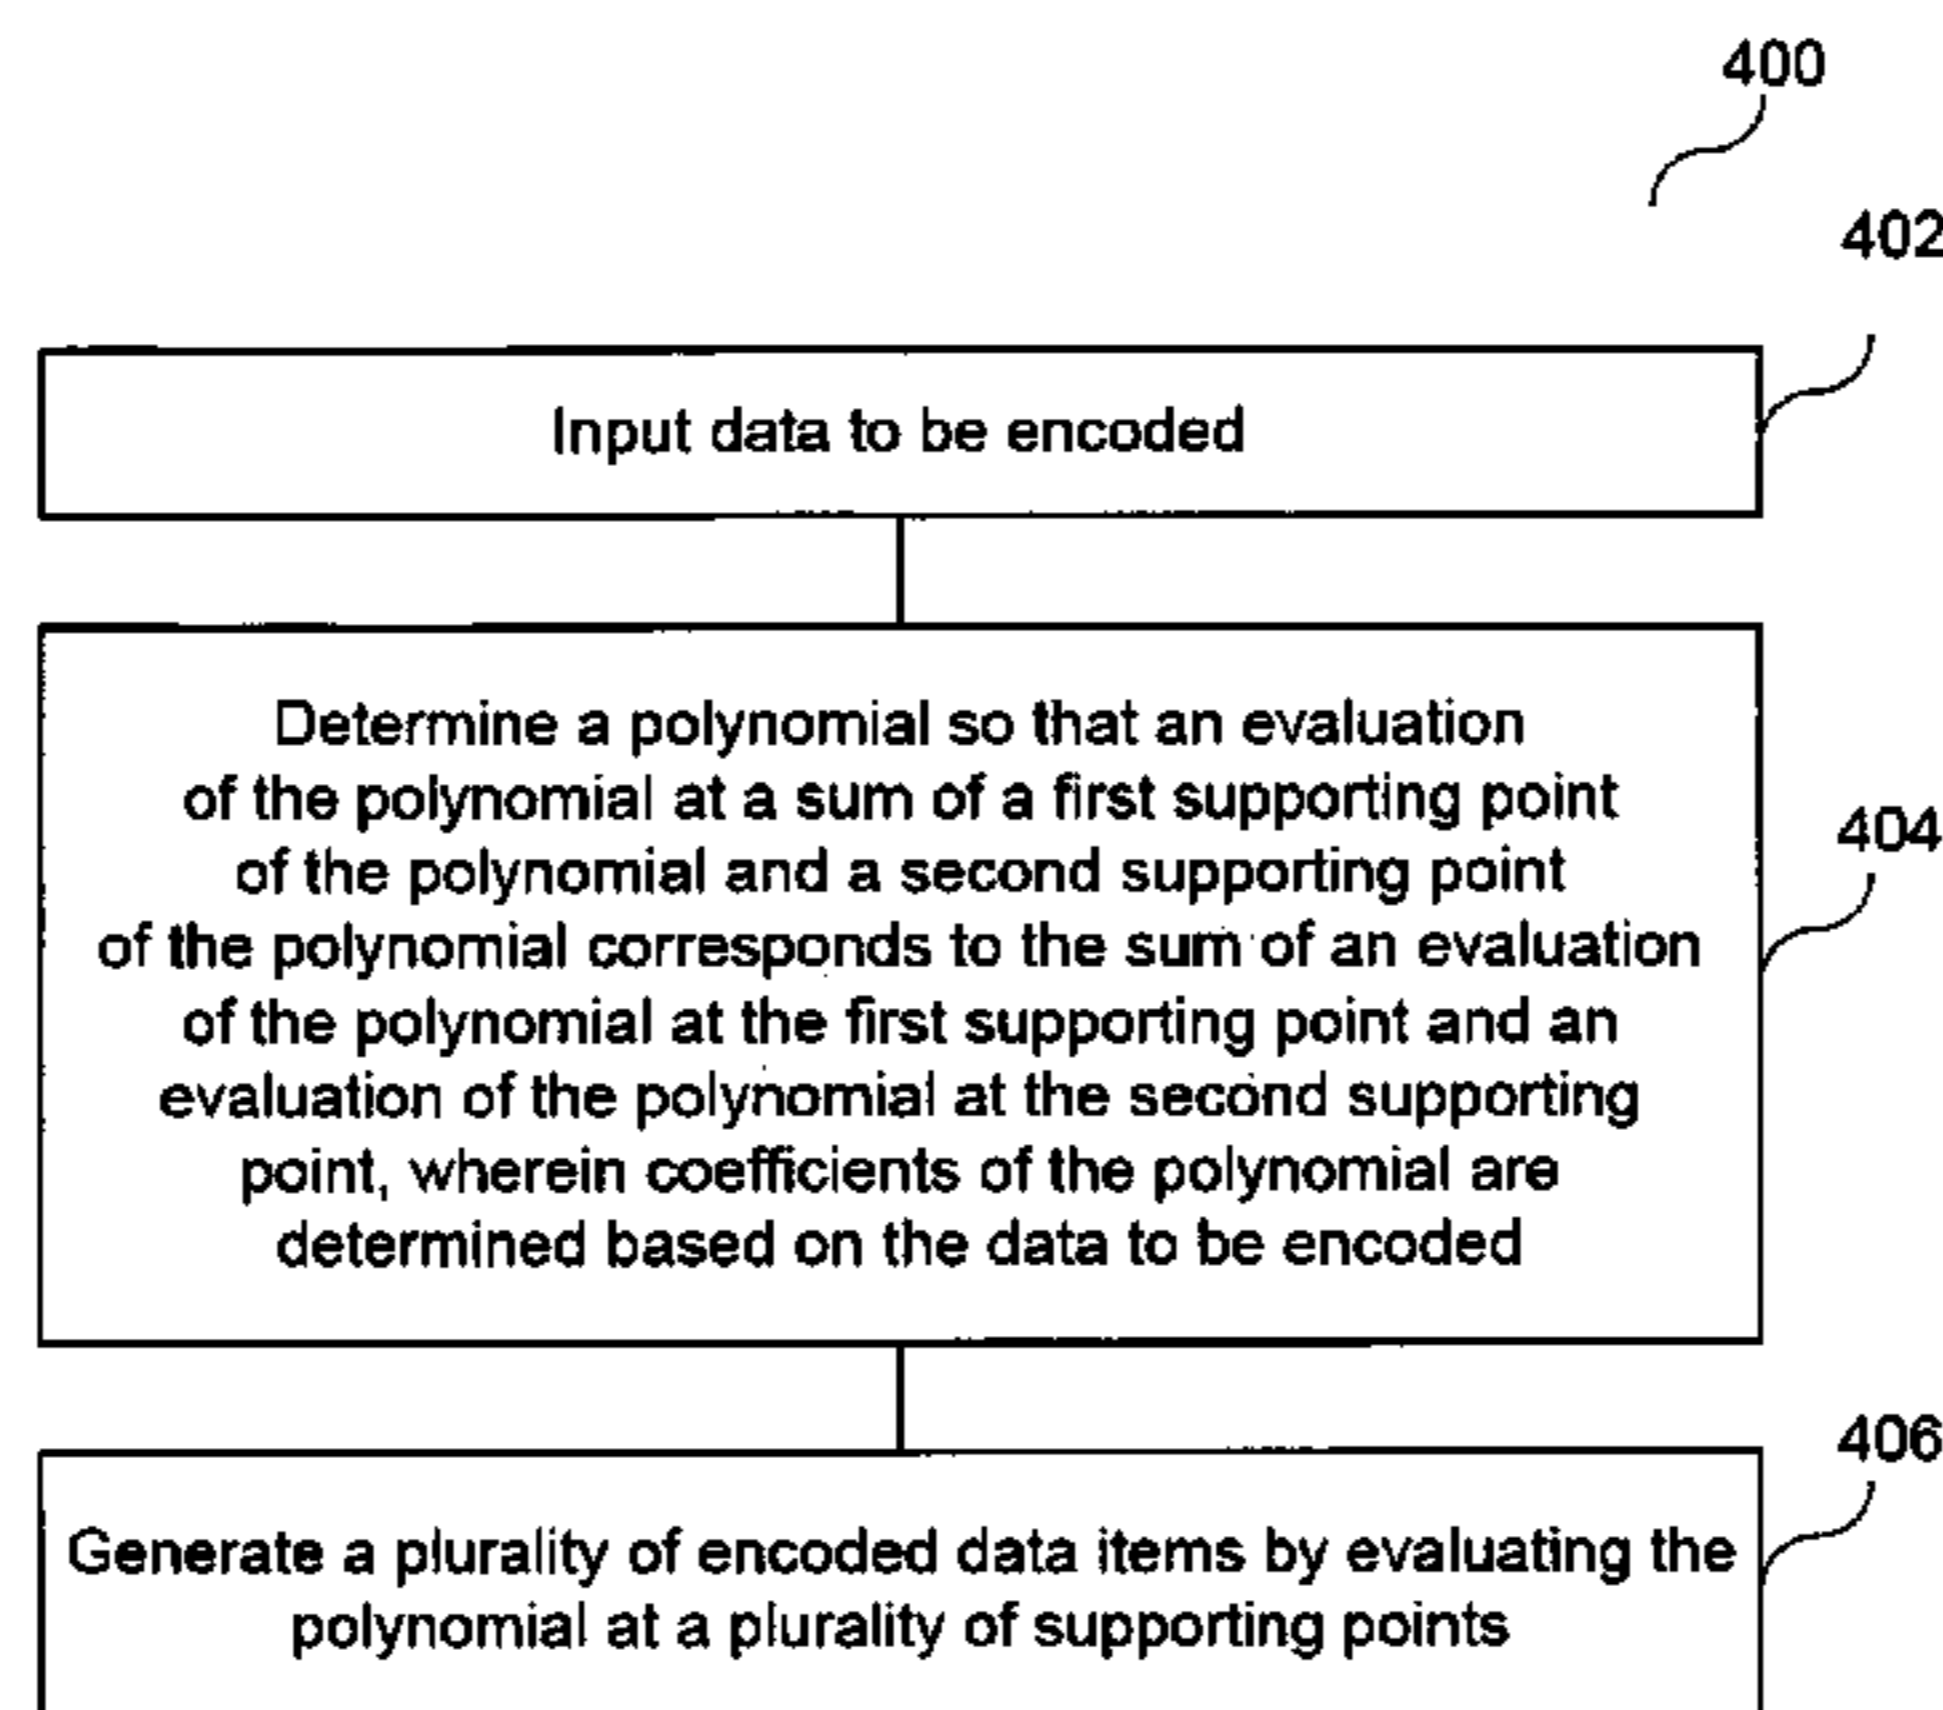 400
402
Input data to be encoded
Determine a polynomial so that an evaluation
of the polynomial at a sum of a first supporting point
404
of the polynomial and a second supporting point
of the polynomial corresponds to the sum of an evaluation
of the polynomial at the first supporting point and an
evaluation of the polynomial at the second supporting
point, wherein coefficients of the polynomial are
determined based on the data to be encoded
406
Generate a plurality of encoded data items by evaluating the
polynomial at a plurality of supporting points